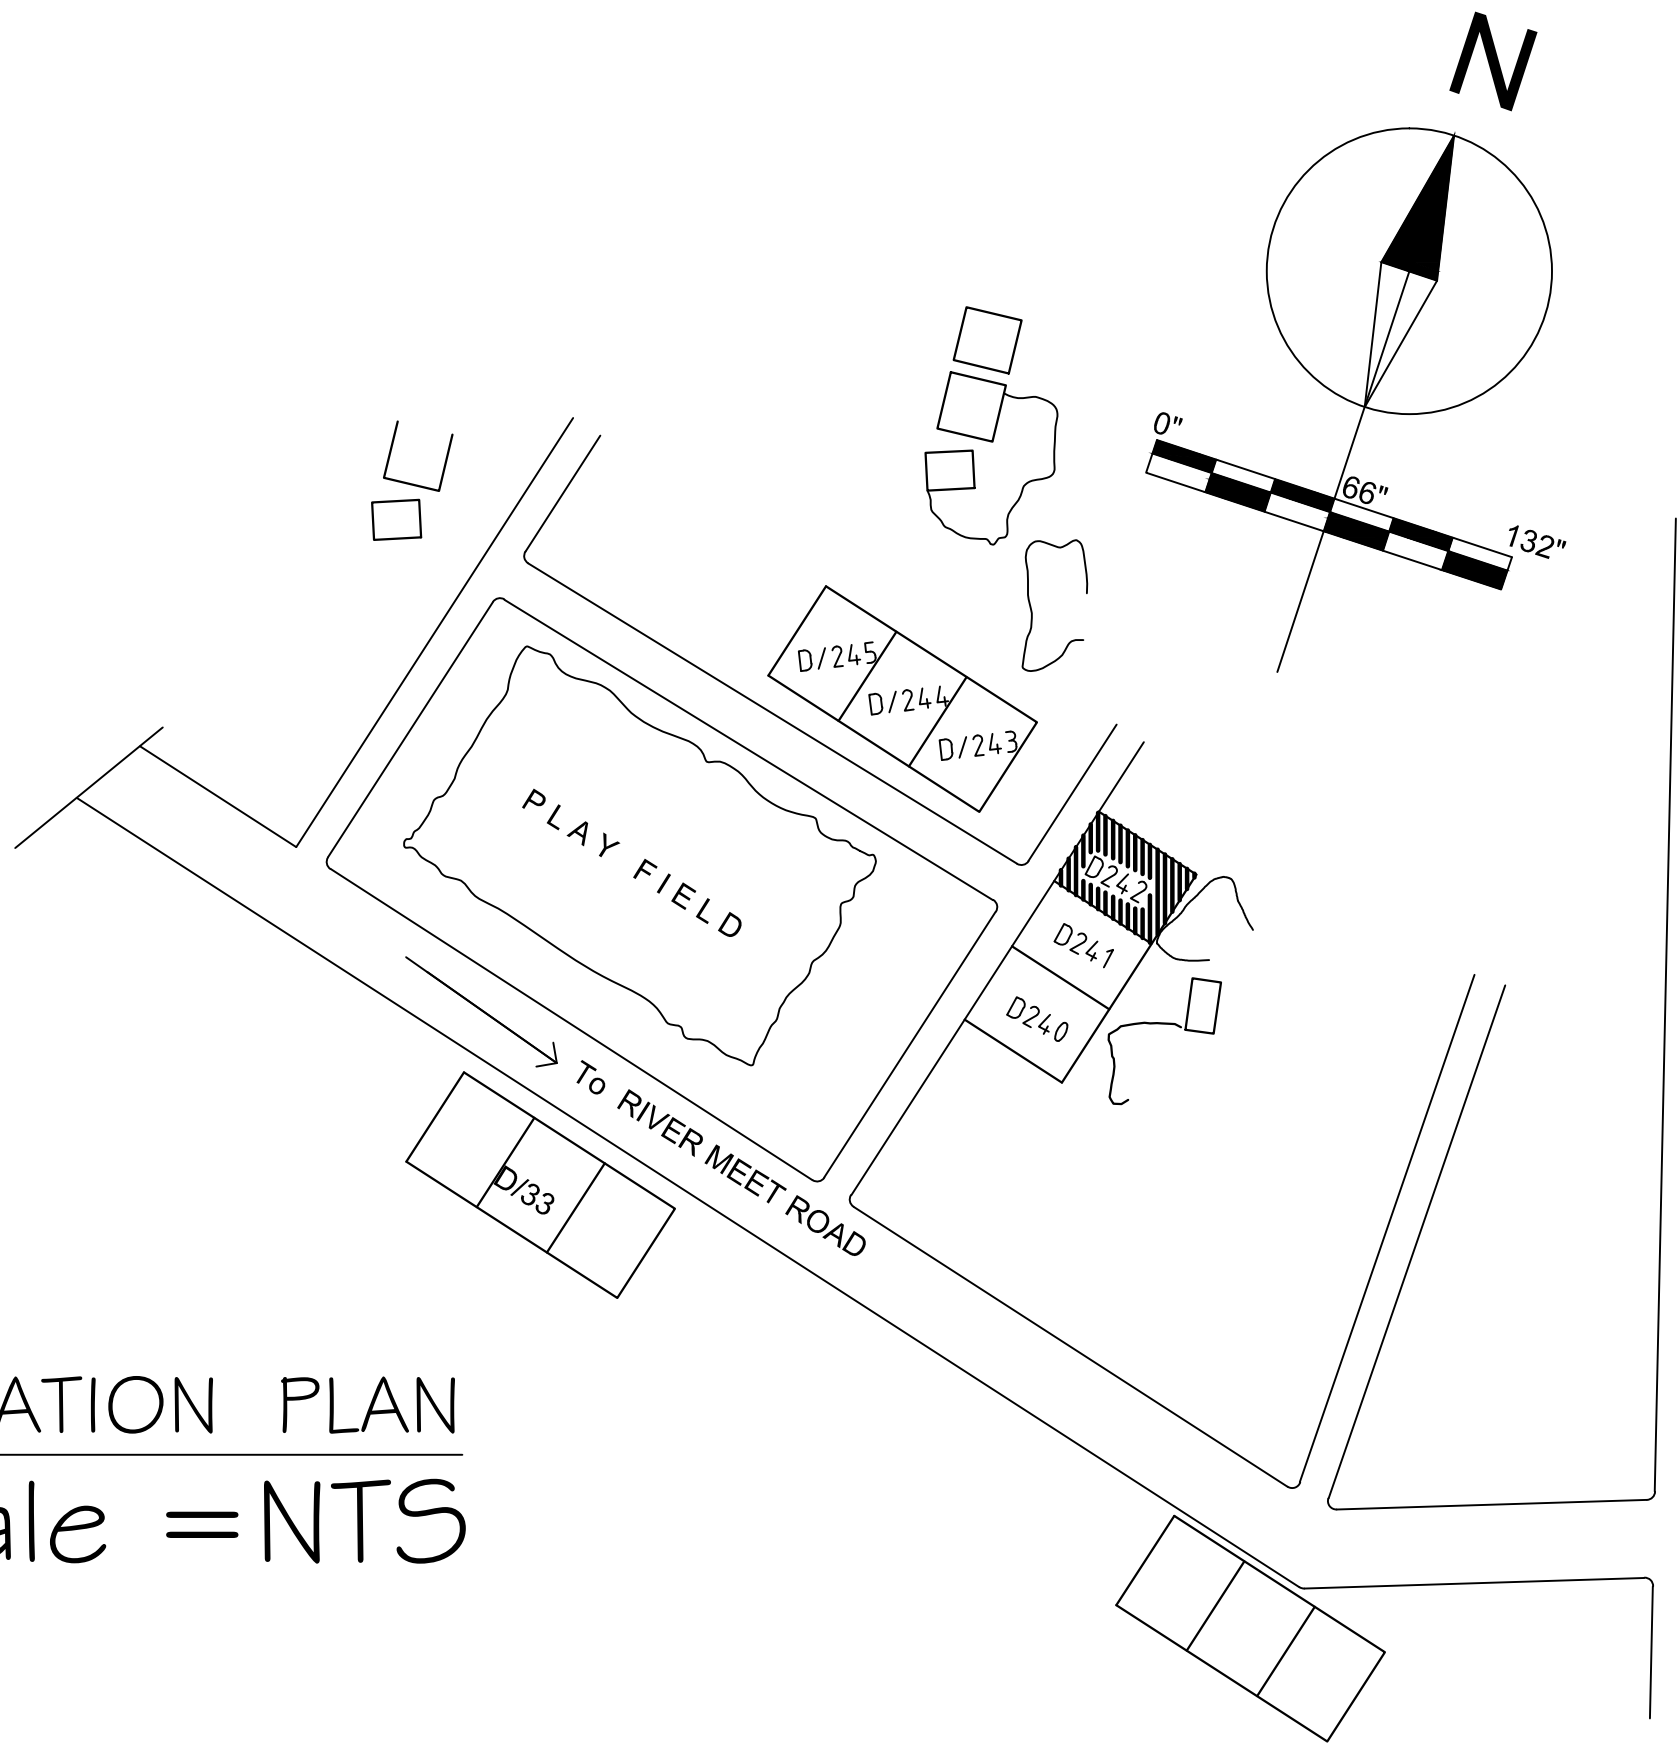 N
0"
66"
132"
D/245
D/244
D/243
PLAY FIELD
D242
D241
D240
To RIVER MEET ROAD
D/33
ATION PLAN
ale =NTS